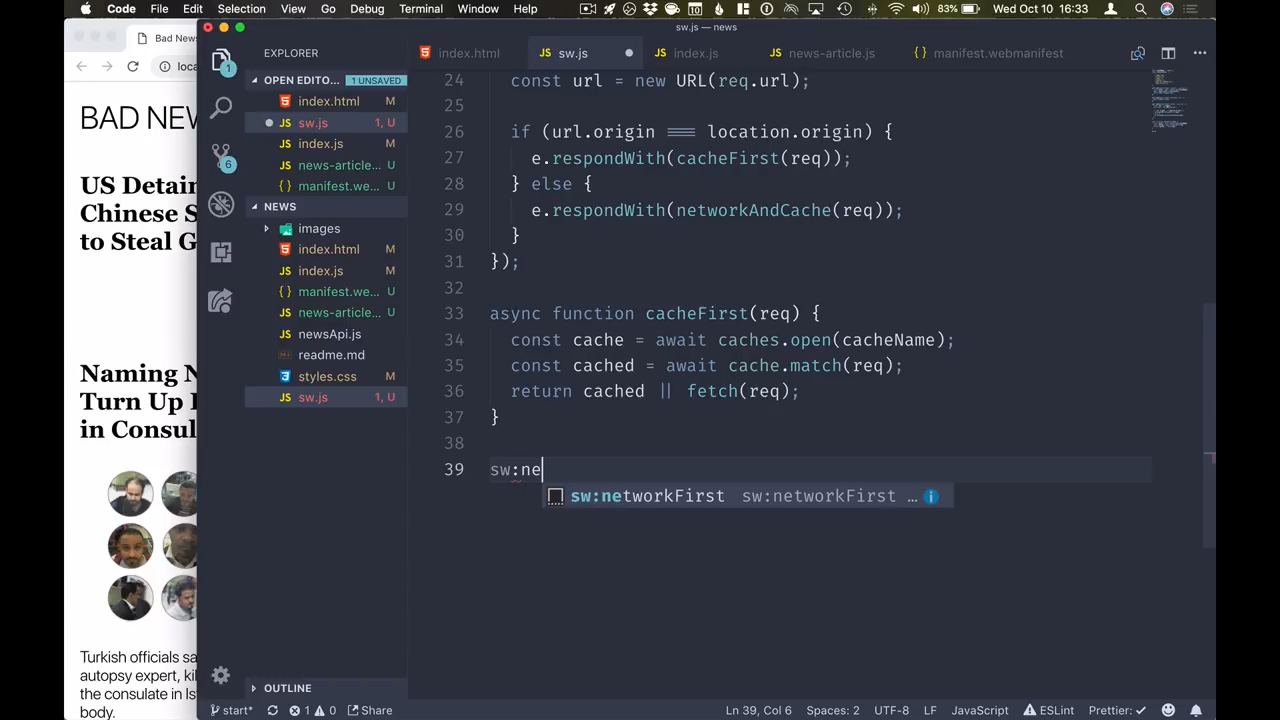 Code File Edit Selection View Go Debug Terminal Window Help 83% Wed Oct 10 16:33
sw.js — news
Bad News
loca
BAD NEW
US Detain
Chinese S
to Steal G
Naming N
Turn Up
in Consul
Turkish officials sa
autopsy expert, kil
the consulate in Is
body.
EXPLORER
OPEN EDITO... 1 UNSAVED
index.html M
sw.js 1, U
index.js M
news-article... U
manifest.we... U
NEWS
images
index.html M
index.js M
manifest.we... U
news-article... U
newsApi.js
readme.md
styles.css M
sw.js 1, U
OUTLINE
index.html sw.js index.js news-article.js manifest.webmanifest
24 const url = new URL(req.url);
25
26 if (url.origin === location.origin) {
27 e.respondWith(cacheFirst(req));
28 } else {
29 e.respondWith(networkAndCache(req));
30 }
31 });
32
33 async function cacheFirst(req) {
34 const cache = await caches.open(cacheName);
35 const cached = await cache.match(req);
36 return cached || fetch(req);
37 }
38
39 sw:ne
sw:networkFirst sw:networkFirst ...
start* 1 0 Share Ln 39, Col 6 Spaces: 2 UTF-8 LF JavaScript ESLint Prettier: ✓